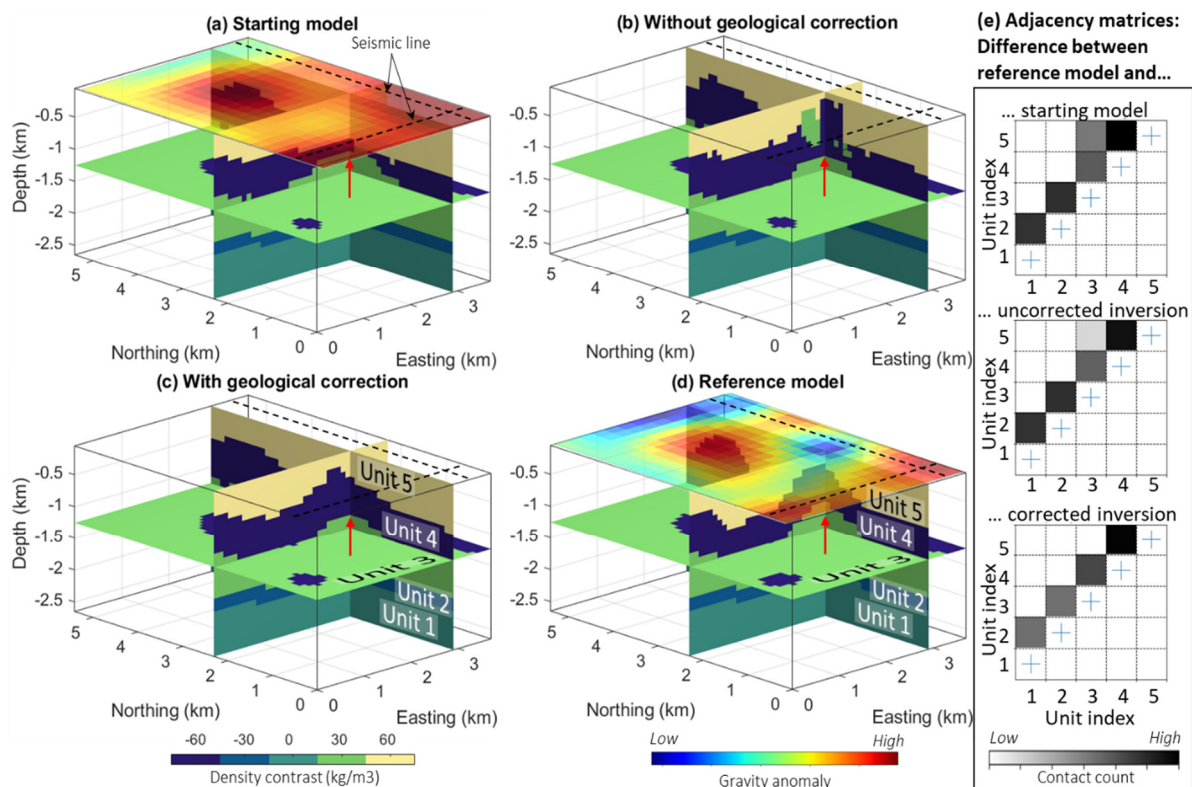 (a) Starting model
Seismic line
Depth (km)
-0.5
-1
-1.5
-2
-2.5
5
4
3
2
1
0
0
1
2
3
Northing (km)
Easting (km)
(b) Without geological correction
-0.5
-1
-1.5
-2
-2.5
5
4
3
2
1
0
0
1
2
3
Northing (km)
Easting (km)
(c) With geological correction
Depth (km)
-0.5
-1
-1.5
-2
-2.5
Unit 5
Unit 4
Unit 3
Unit 2
Unit 1
5
4
3
2
1
0
0
1
2
3
Northing (km)
Easting (km)
-60 -30 0 30 60
Density contrast (kg/m3)
(d) Reference model
-0.5
-1
-1.5
-2
-2.5
Unit 5
Unit 4
Unit 3
Unit 2
Unit 1
5
4
3
2
1
0
0
1
2
3
Northing (km)
Easting (km)
Low High
Gravity anomaly
(e) Adjacency matrices:
Difference between
reference model and...
... starting model
Unit index
5
4
3
2
1
1 2 3 4 5
... uncorrected inversion
Unit index
5
4
3
2
1
1 2 3 4 5
... corrected inversion
Unit index
5
4
3
2
1
1 2 3 4 5
Unit index
Low High
Contact count